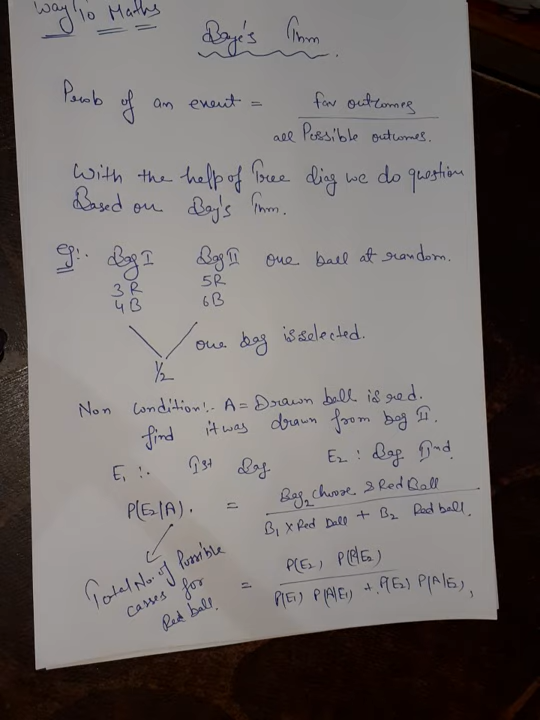 Way To Maths
Baye's Thm
Prob of an event = fav outcomes / all Possible outcomes.
With the help of Tree diag we do question
Based on Bay's Thm.
Eg:- Bag I Bag II one ball at random.
3R 5R
4B 6B
one bag is selected.
1/2
Non condition:- A = Drawn ball is red.
find it was drawn from bag II.
E1 :- Ist Bag E2 : Bag IInd
P(E2/A). = Bag2 choose & Red Ball / B1 x Red Ball + B2 Red ball.
Total No. of Possible
casses for
Red ball.
= P(E2) P(A/E2) / P(E1) P(A/E1) + P(E2) P(A/E2)